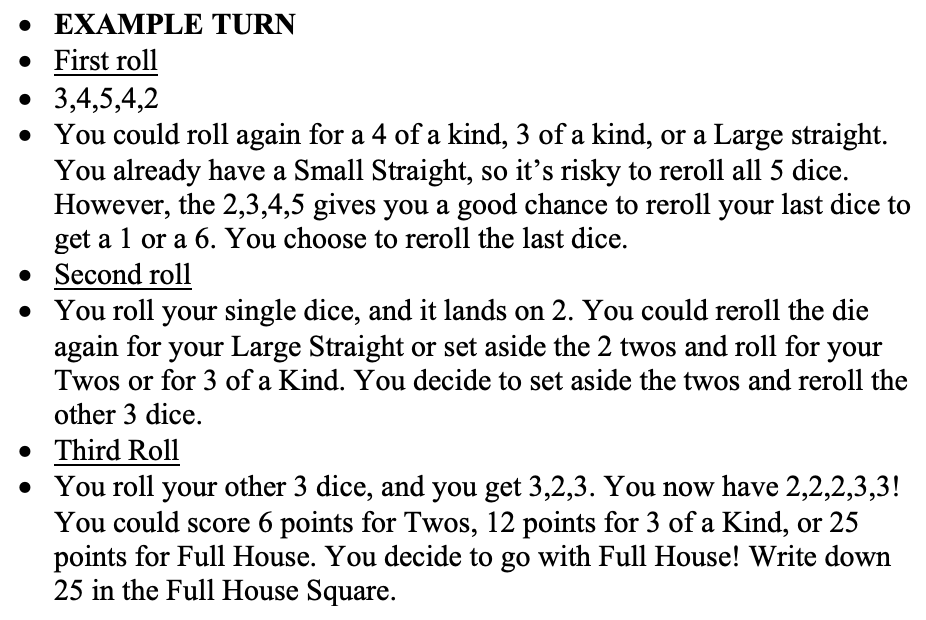 • EXAMPLE TURN
• First roll
• 3,4,5,4,2
• You could roll again for a 4 of a kind, 3 of a kind, or a Large straight.
You already have a Small Straight, so it’s risky to reroll all 5 dice.
However, the 2,3,4,5 gives you a good chance to reroll your last dice to
get a 1 or a 6. You choose to reroll the last dice.
• Second roll
• You roll your single dice, and it lands on 2. You could reroll the die
again for your Large Straight or set aside the 2 twos and roll for your
Twos or for 3 of a Kind. You decide to set aside the twos and reroll the
other 3 dice.
• Third Roll
• You roll your other 3 dice, and you get 3,2,3. You now have 2,2,2,3,3!
You could score 6 points for Twos, 12 points for 3 of a Kind, or 25
points for Full House. You decide to go with Full House! Write down
25 in the Full House Square.